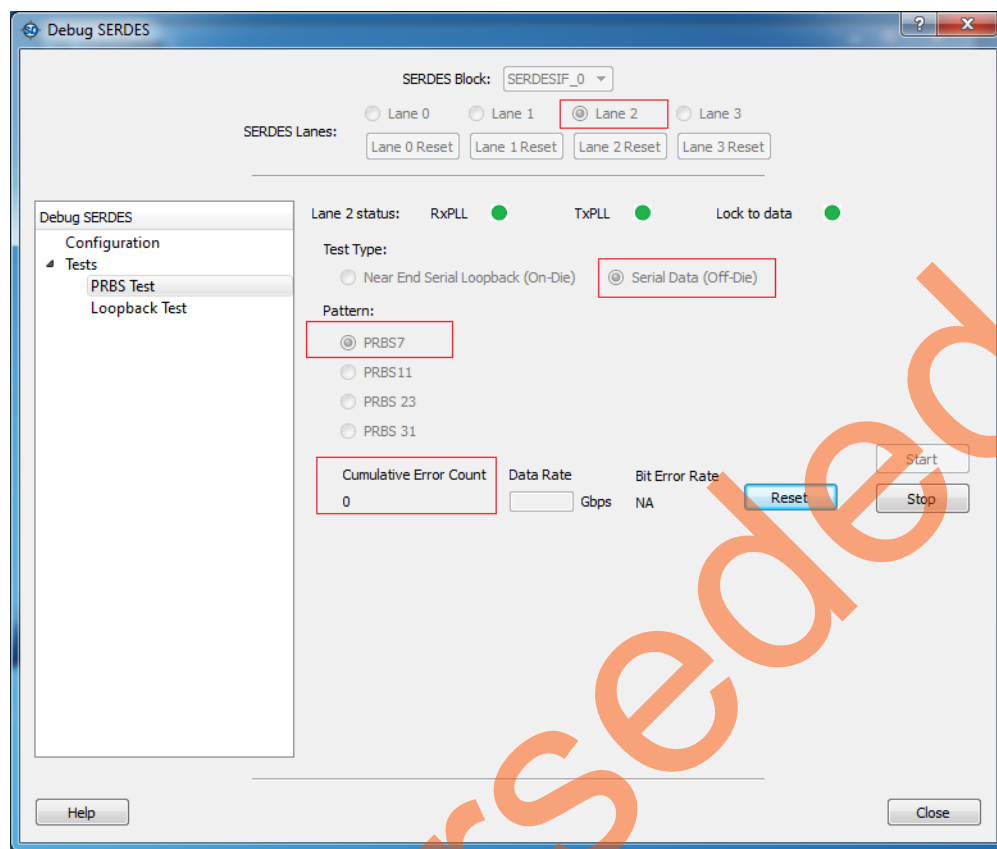 Debug SERDES
SERDES Block: SERDESIF_0
SERDES Lanes:
Lane 0 Lane 1 Lane 2 Lane 3
Lane 0 Reset Lane 1 Reset Lane 2 Reset Lane 3 Reset
Debug SERDES
Configuration
Tests
PRBS Test
Loopback Test
Lane 2 status: RxPLL TxPLL Lock to data
Test Type:
Near End Serial Loopback (On-Die) Serial Data (Off-Die)
Pattern:
PRBS7
PRBS11
PRBS 23
PRBS 31
Cumulative Error Count Data Rate Bit Error Rate
0 Gbps NA
Reset
Start
Stop
Help
Close
rseded